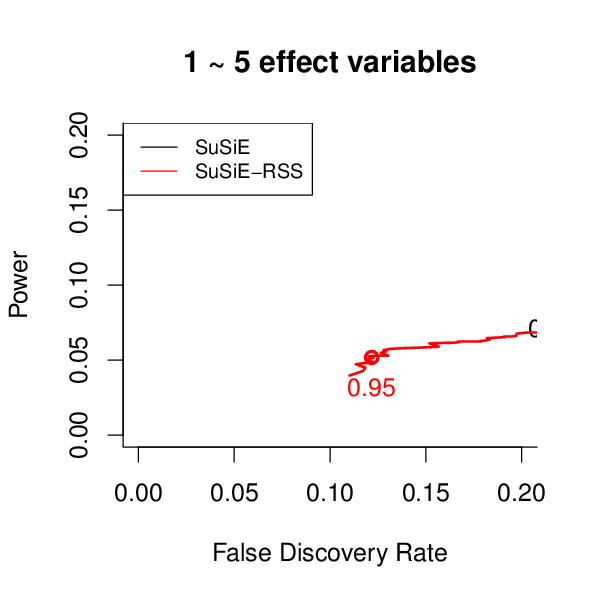 1 ~ 5 effect variables
SuSiE
SuSiE−RSS
0.20
0.15
0.10
0.05
0.00
Power
0.95
0.00 0.05 0.10 0.15 0.20
False Discovery Rate